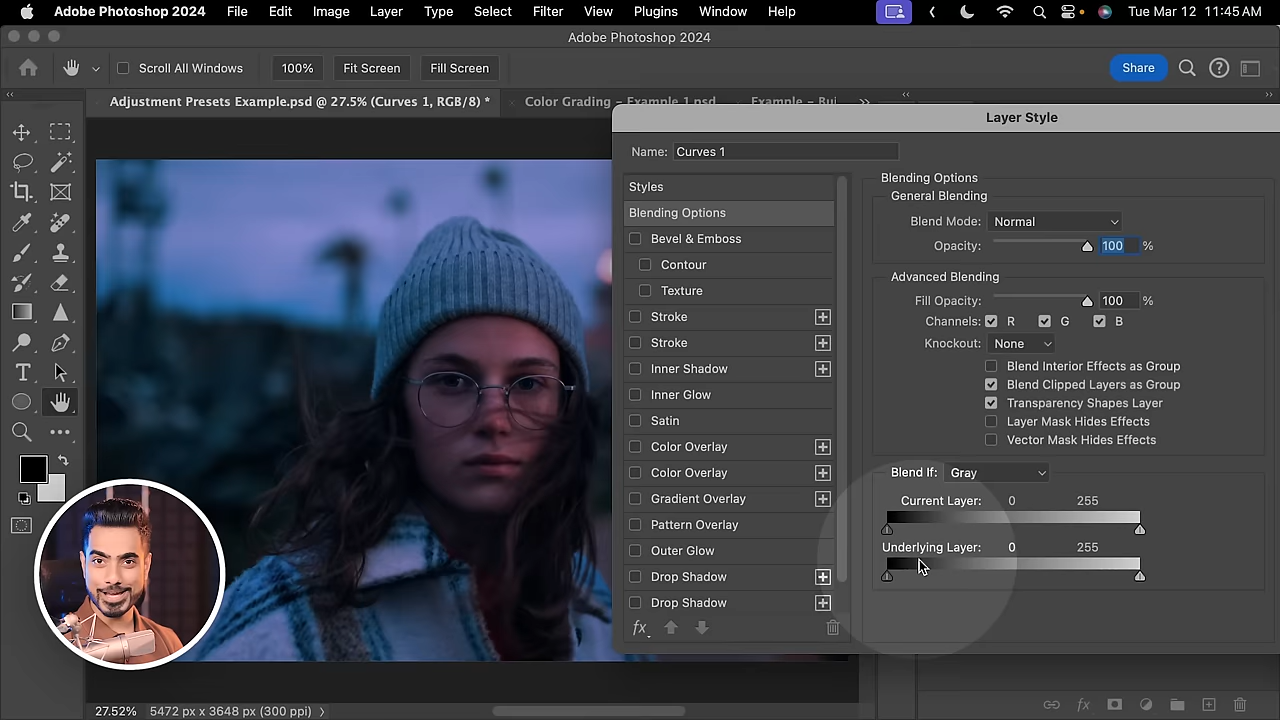 Adobe Photoshop 2024 File Edit Image Layer Type Select Filter View Plugins Window Help Tue Mar 12 11:45 AM
Adobe Photoshop 2024
Scroll All Windows 100% Fit Screen Fill Screen Share
Adjustment Presets Example.psd @ 27.5% (Curves 1, RGB/8) * Color Grading – Example 1.psd Example – Bui
Layer Style
Name: Curves 1
Styles
Blending Options
Bevel & Emboss
Contour
Texture
Stroke
Stroke
Inner Shadow
Inner Glow
Satin
Color Overlay
Color Overlay
Gradient Overlay
Pattern Overlay
Outer Glow
Drop Shadow
Drop Shadow
fx
Blending Options
General Blending
Blend Mode: Normal
Opacity: 100 %
Advanced Blending
Fill Opacity: 100 %
Channels: R G B
Knockout: None
Blend Interior Effects as Group
Blend Clipped Layers as Group
Transparency Shapes Layer
Layer Mask Hides Effects
Vector Mask Hides Effects
Blend If: Gray
Current Layer: 0 255
Underlying Layer: 0 255
27.52% 5472 px x 3648 px (300 ppi)
fx